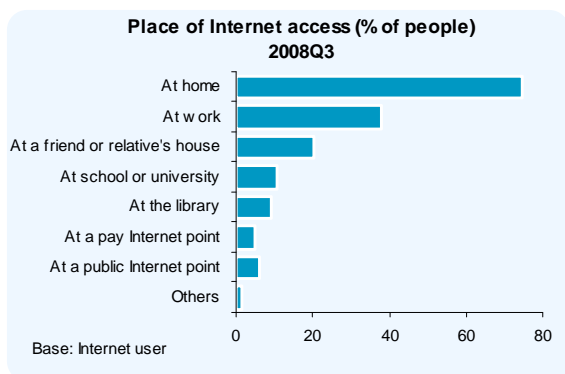 Place of Internet access (% of people)
2008Q3
At home
At work
At a friend or relative's house
At school or university
At the library
At a pay Internet point
At a public Internet point
Others
0 20 40 60 80
Base: Internet user